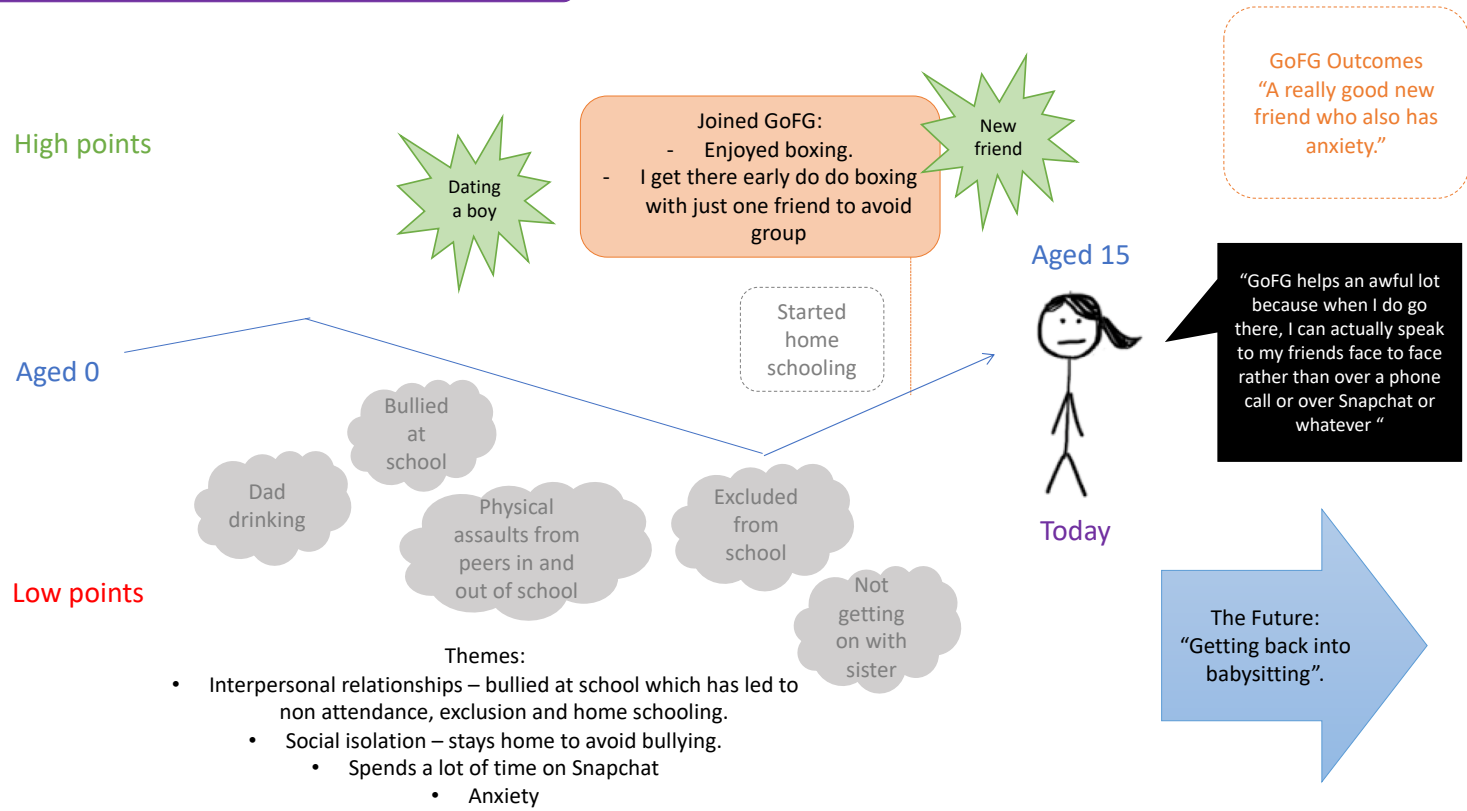 High points
Dating
a boy
Joined GoFG:
- Enjoyed boxing.
- I get there early do do boxing
with just one friend to avoid
group
New
friend
GoFG Outcomes
“A really good new
friend who also has
anxiety.”
Aged 15
Started
home
schooling
“GoFG helps an awful lot
because when I do go
there, I can actually speak
to my friends face to face
rather than over a phone
call or over Snapchat or
whatever “
Aged 0
Bullied
at
school
Dad
drinking
Physical
assaults from
peers in and
out of school
Excluded
from
school
Today
Low points
Not
getting
on with
sister
The Future:
“Getting back into
babysitting”.
Themes:
• Interpersonal relationships – bullied at school which has led to
non attendance, exclusion and home schooling.
• Social isolation – stays home to avoid bullying.
• Spends a lot of time on Snapchat
• Anxiety